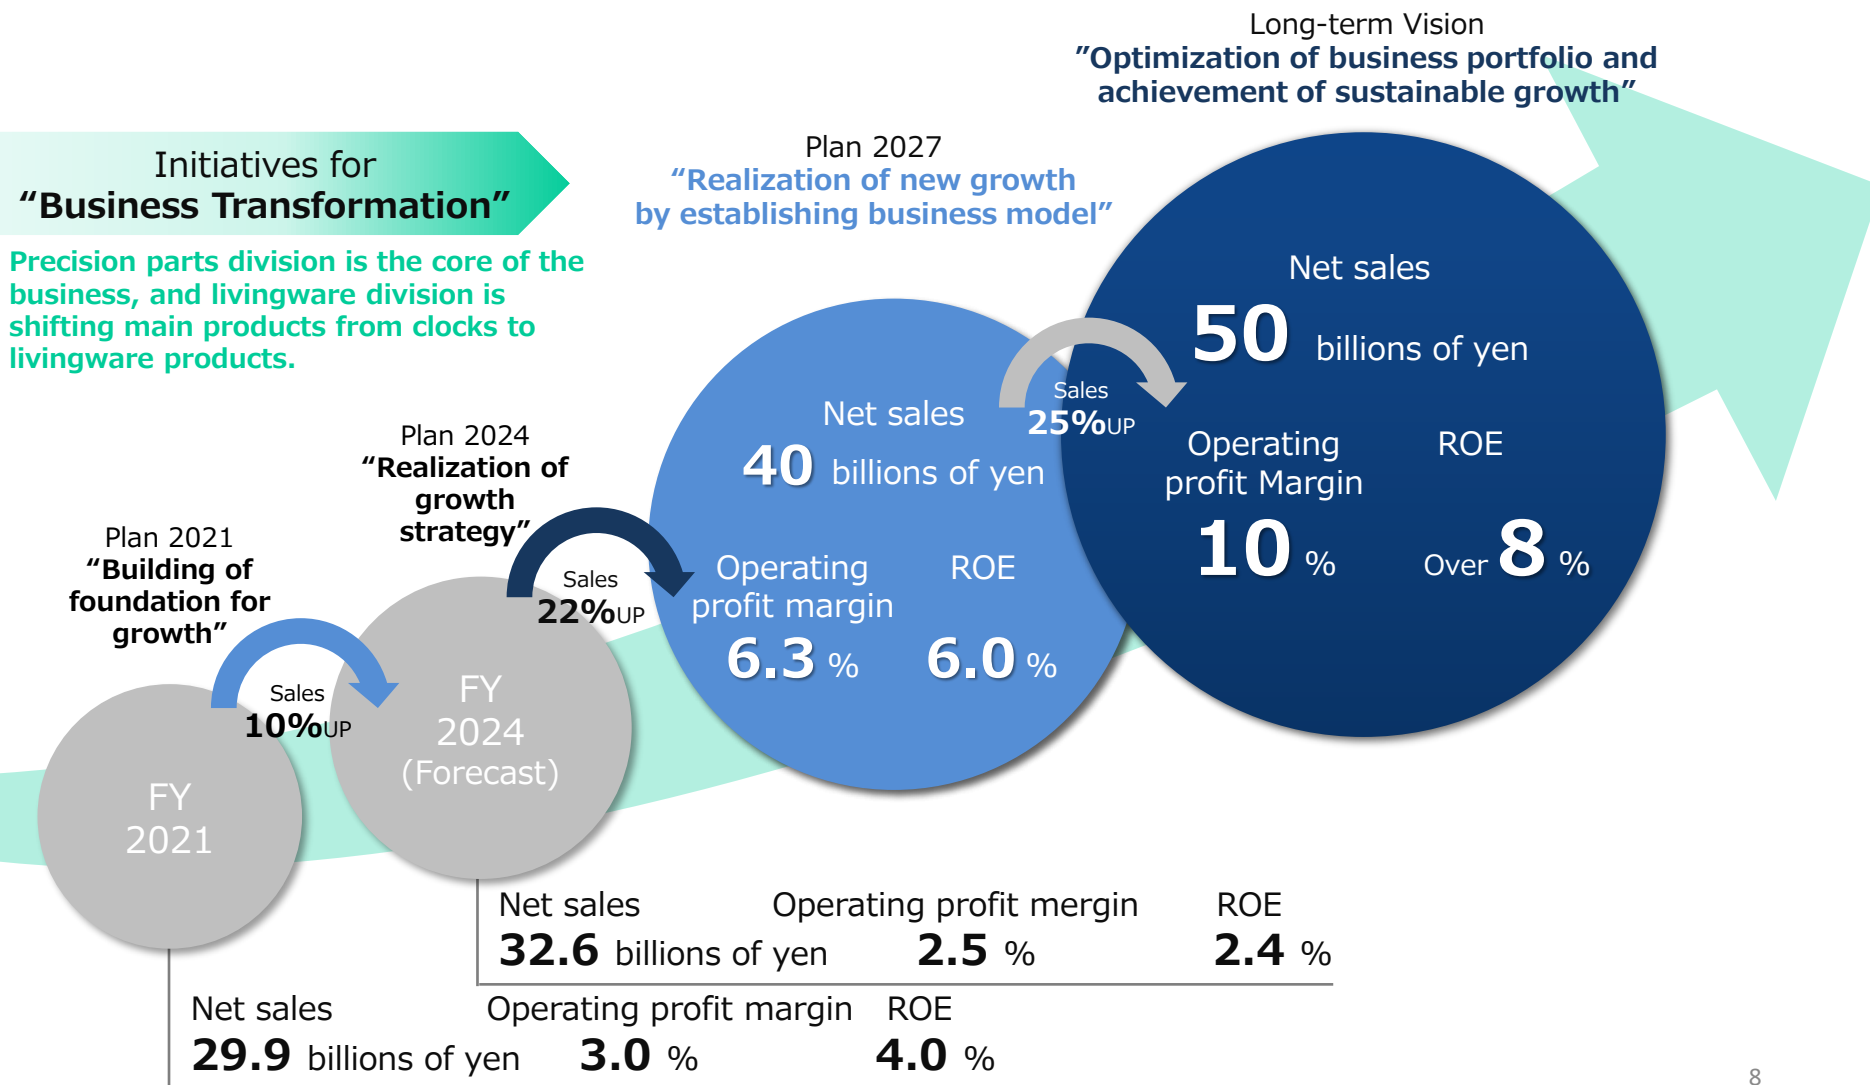 Long-term Vision
”Optimization of business portfolio and
achievement of sustainable growth”
Initiatives for
“Business Transformation”
Precision parts division is the core of the
business, and livingware division is
shifting main products from clocks to
livingware products.
Plan 2027
“Realization of new growth
by establishing business model”
Plan 2024
“Realization of
growth
strategy”
Plan 2021
“Building of
foundation for
growth”
Sales
10%UP
Sales
22%UP
Sales
25%UP
FY
2021
FY
2024
(Forecast)
Net sales
40 billions of yen
Operating
profit margin
6.3 %
ROE
6.0 %
Net sales
50 billions of yen
Operating
profit Margin
10 %
ROE
Over 8 %
Net sales Operating profit mergin ROE
32.6 billions of yen 2.5 % 2.4 %
Net sales Operating profit margin ROE
29.9 billions of yen 3.0 % 4.0 %
8